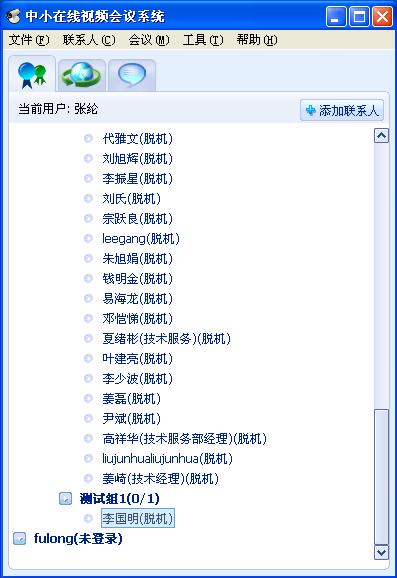 中小在线视频会议系统
文件(F) 联系人(C) 会议(M) 工具(T) 帮助(H)
当前用户: 张纶 添加联系人
代雅文(脱机)
刘旭辉(脱机)
李振星(脱机)
刘氏(脱机)
宗跃良(脱机)
leegang(脱机)
朱旭娟(脱机)
钱明金(脱机)
易海龙(脱机)
邓恺悌(脱机)
夏绪彬(技术服务)(脱机)
叶建亮(脱机)
李少波(脱机)
姜磊(脱机)
尹斌(脱机)
高祥华(技术服务部经理)(脱机)
liujunhualiujunhua(脱机)
姜崎(技术经理)(脱机)
测试组1(0/1)
李国明(脱机)
fulong(未登录)